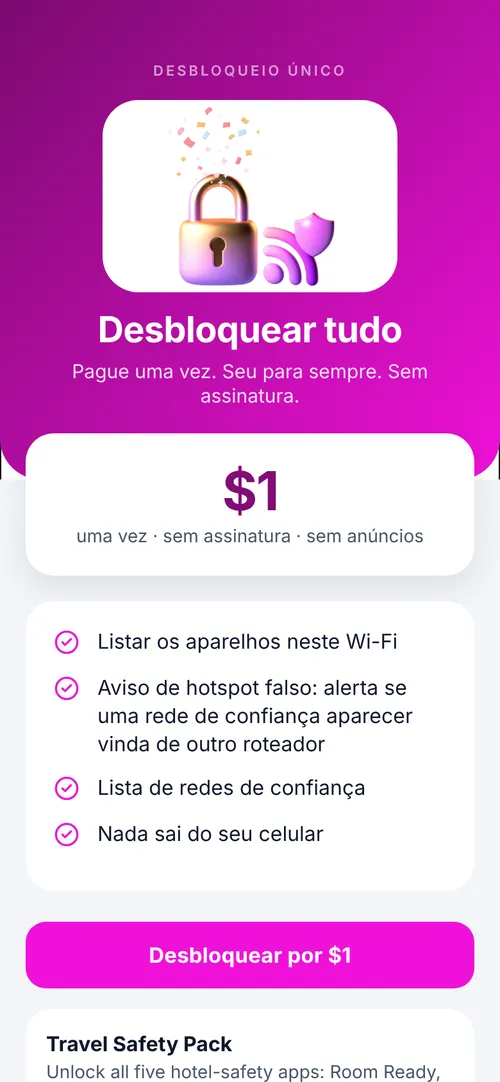 DESBLOQUEIO ÚNICO
Desbloquear tudo
Pague uma vez. Seu para sempre. Sem
assinatura.
$1
uma vez · sem assinatura · sem anúncios
Listar os aparelhos neste Wi-Fi
Aviso de hotspot falso: alerta se
uma rede de confiança aparecer
vinda de outro roteador
Lista de redes de confiança
Nada sai do seu celular
Desbloquear por $1
Travel Safety Pack
Unlock all five hotel-safety apps: Room Ready,